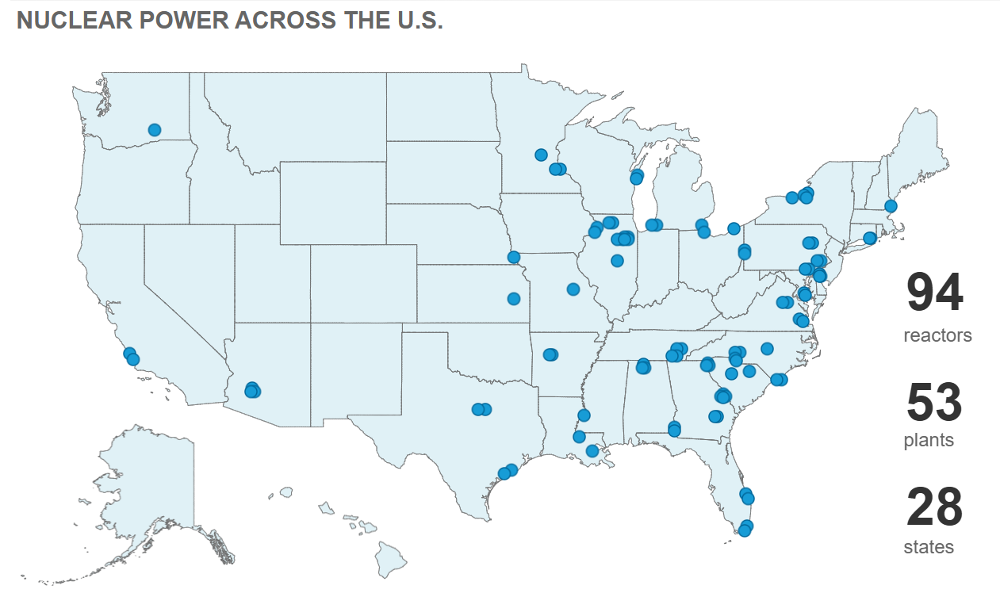 NUCLEAR POWER ACROSS THE U.S.
94
reactors
53
plants
28
states